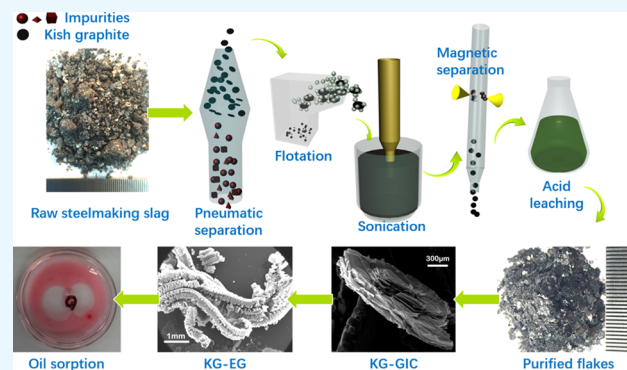 Impurities
Kish graphite
Raw steelmaking slag
Pneumatic
separation
Flotation
Sonication
Magnetic
separation
Acid
leaching
Oil sorption
1mm
KG-EG
300μm
KG-GIC
Purified flakes